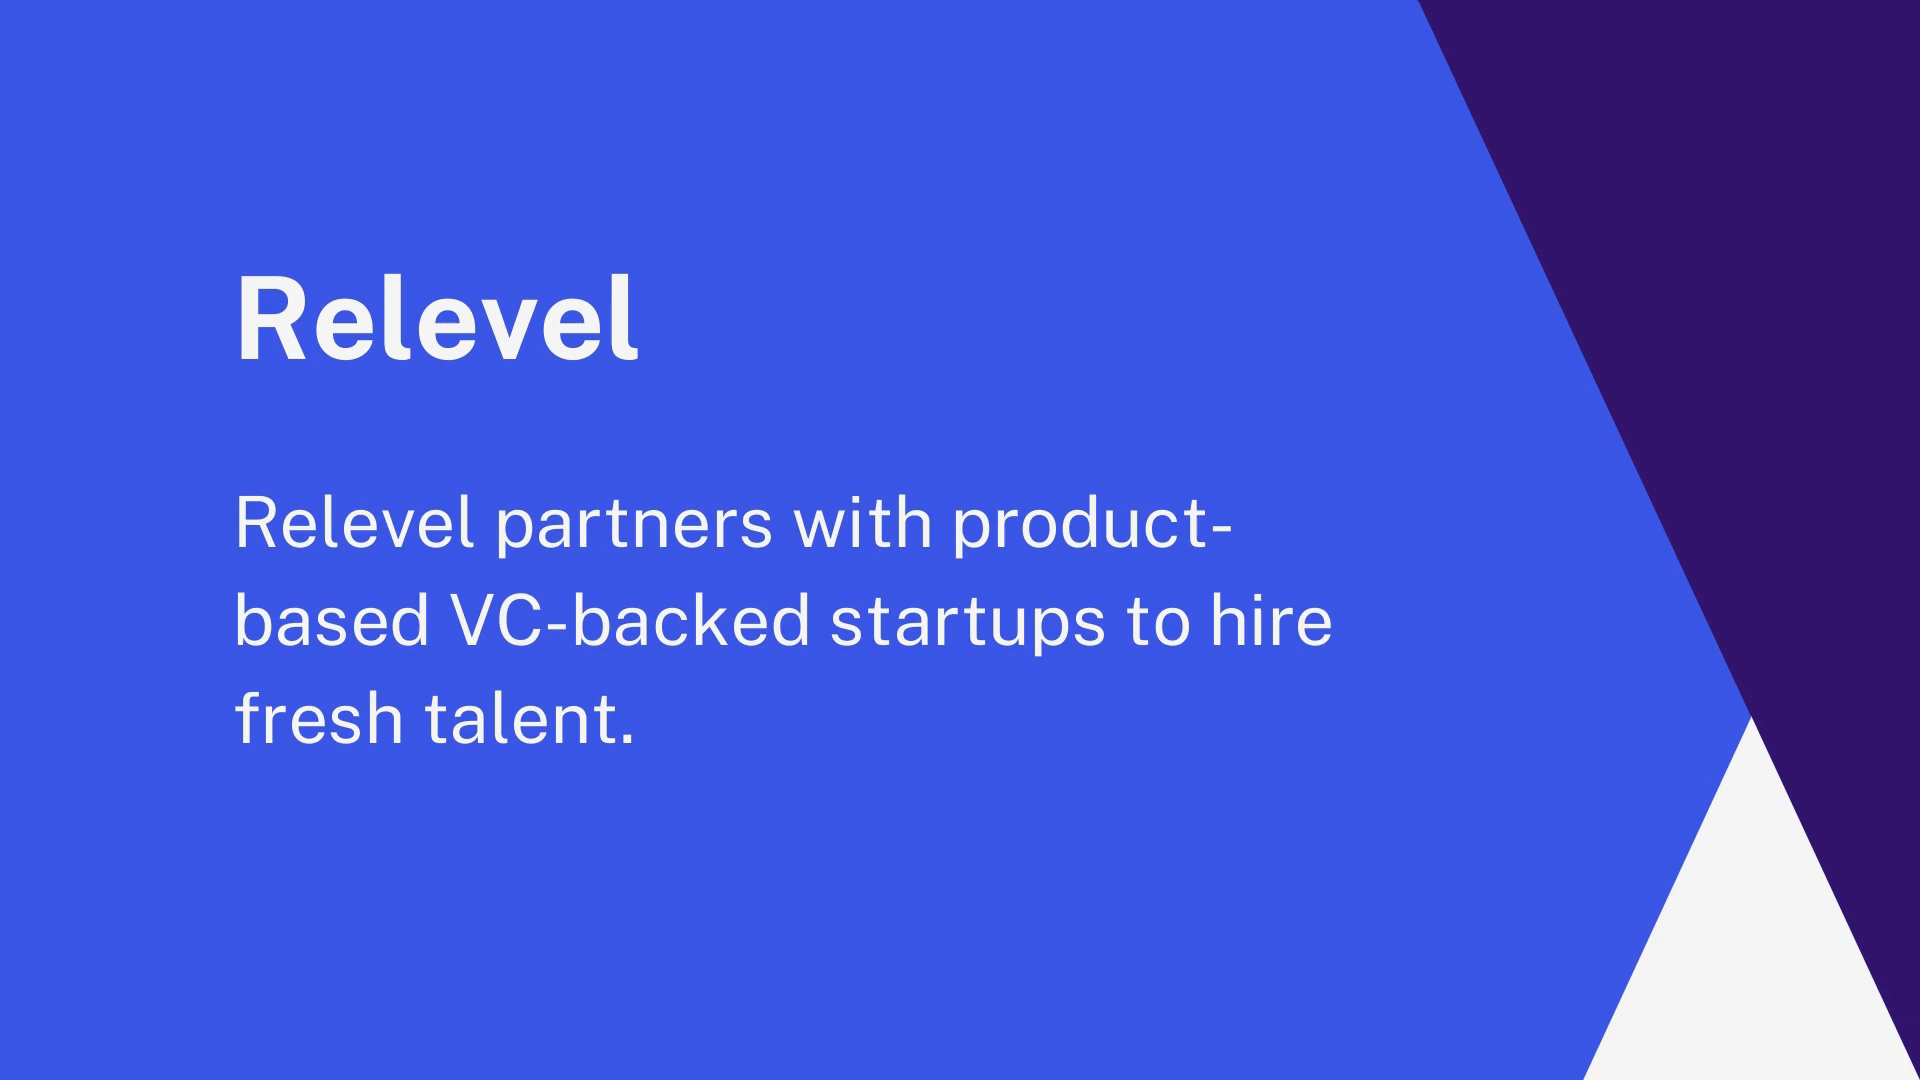 Relevel
Relevel partners with product-
based VC-backed startups to hire
fresh talent.